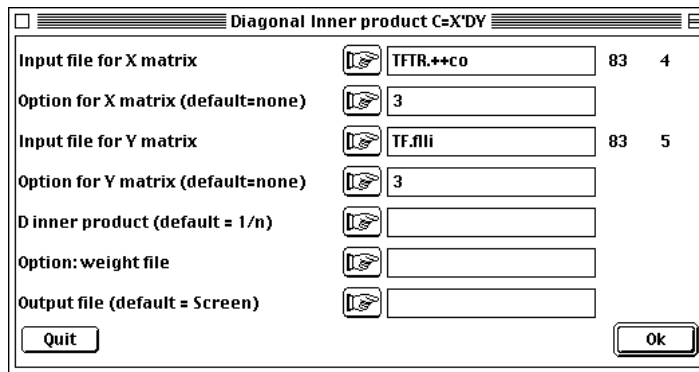 Diagonal Inner product C=X'DY
Input file for X matrix TFTR.++co 83 4
Option for X matrix (default=none) 3
Input file for Y matrix TF.flli 83 5
Option for Y matrix (default=none) 3
D inner product (default = 1/n)
Option: weight file
Output file (default = Screen)
Quit Ok